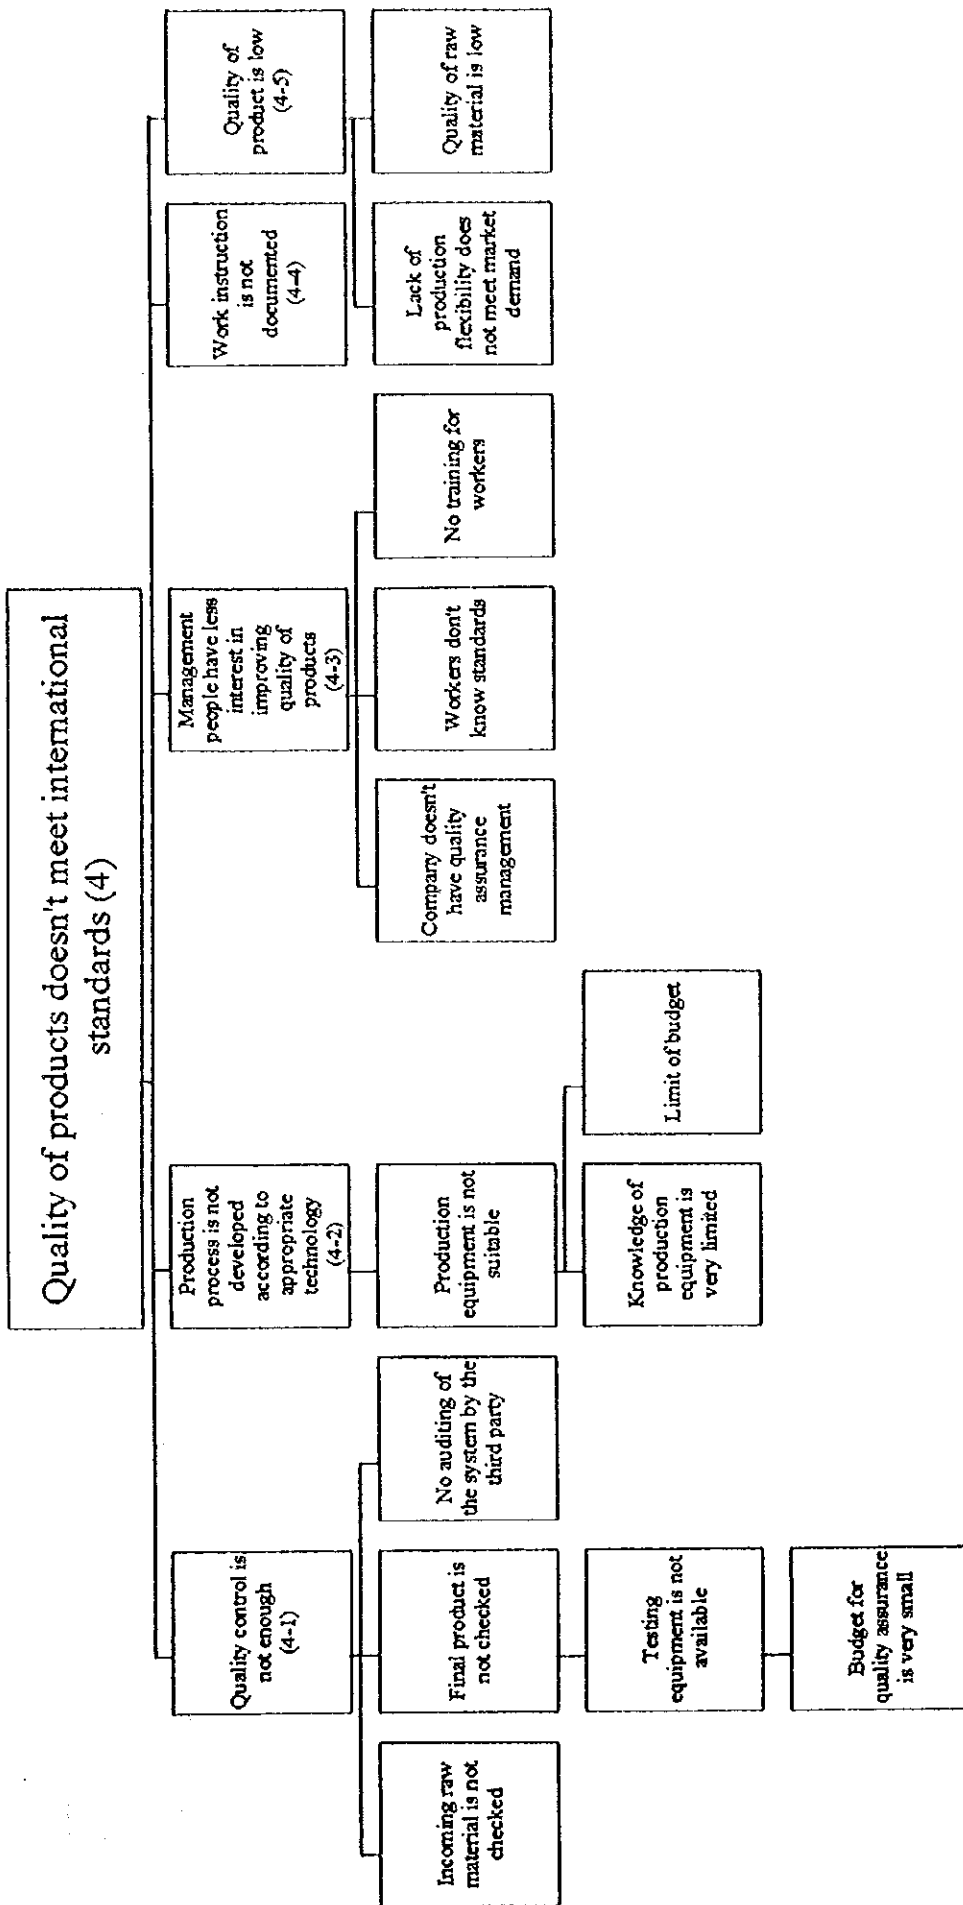 Quality of products doesn't meet international
standards (4)
Quality control is
not enough
(4-1)
Production
process is not
developed
according to
appropriate
technology
(4-2)
Management
people have less
interest in
improving
quality of
products
(4-3)
Work instruction
is not
documented
(4-4)
Quality of
product is low
(4-5)
Incoming raw
material is not
checked
Final product is
not checked
No auditing of
the system by the
third party
Production
equipment is not
suitable
Company doesn't
have quality
assurance
management
Workers don't
know standards
No training for
workers
Lack of
production
flexibility does
not meet market
demand
Quality of raw
material is low
Testing
equipment is not
available
Knowledge of
production
equipment is
very limited
Limit of budget
Budget for
quality assurance
is very small